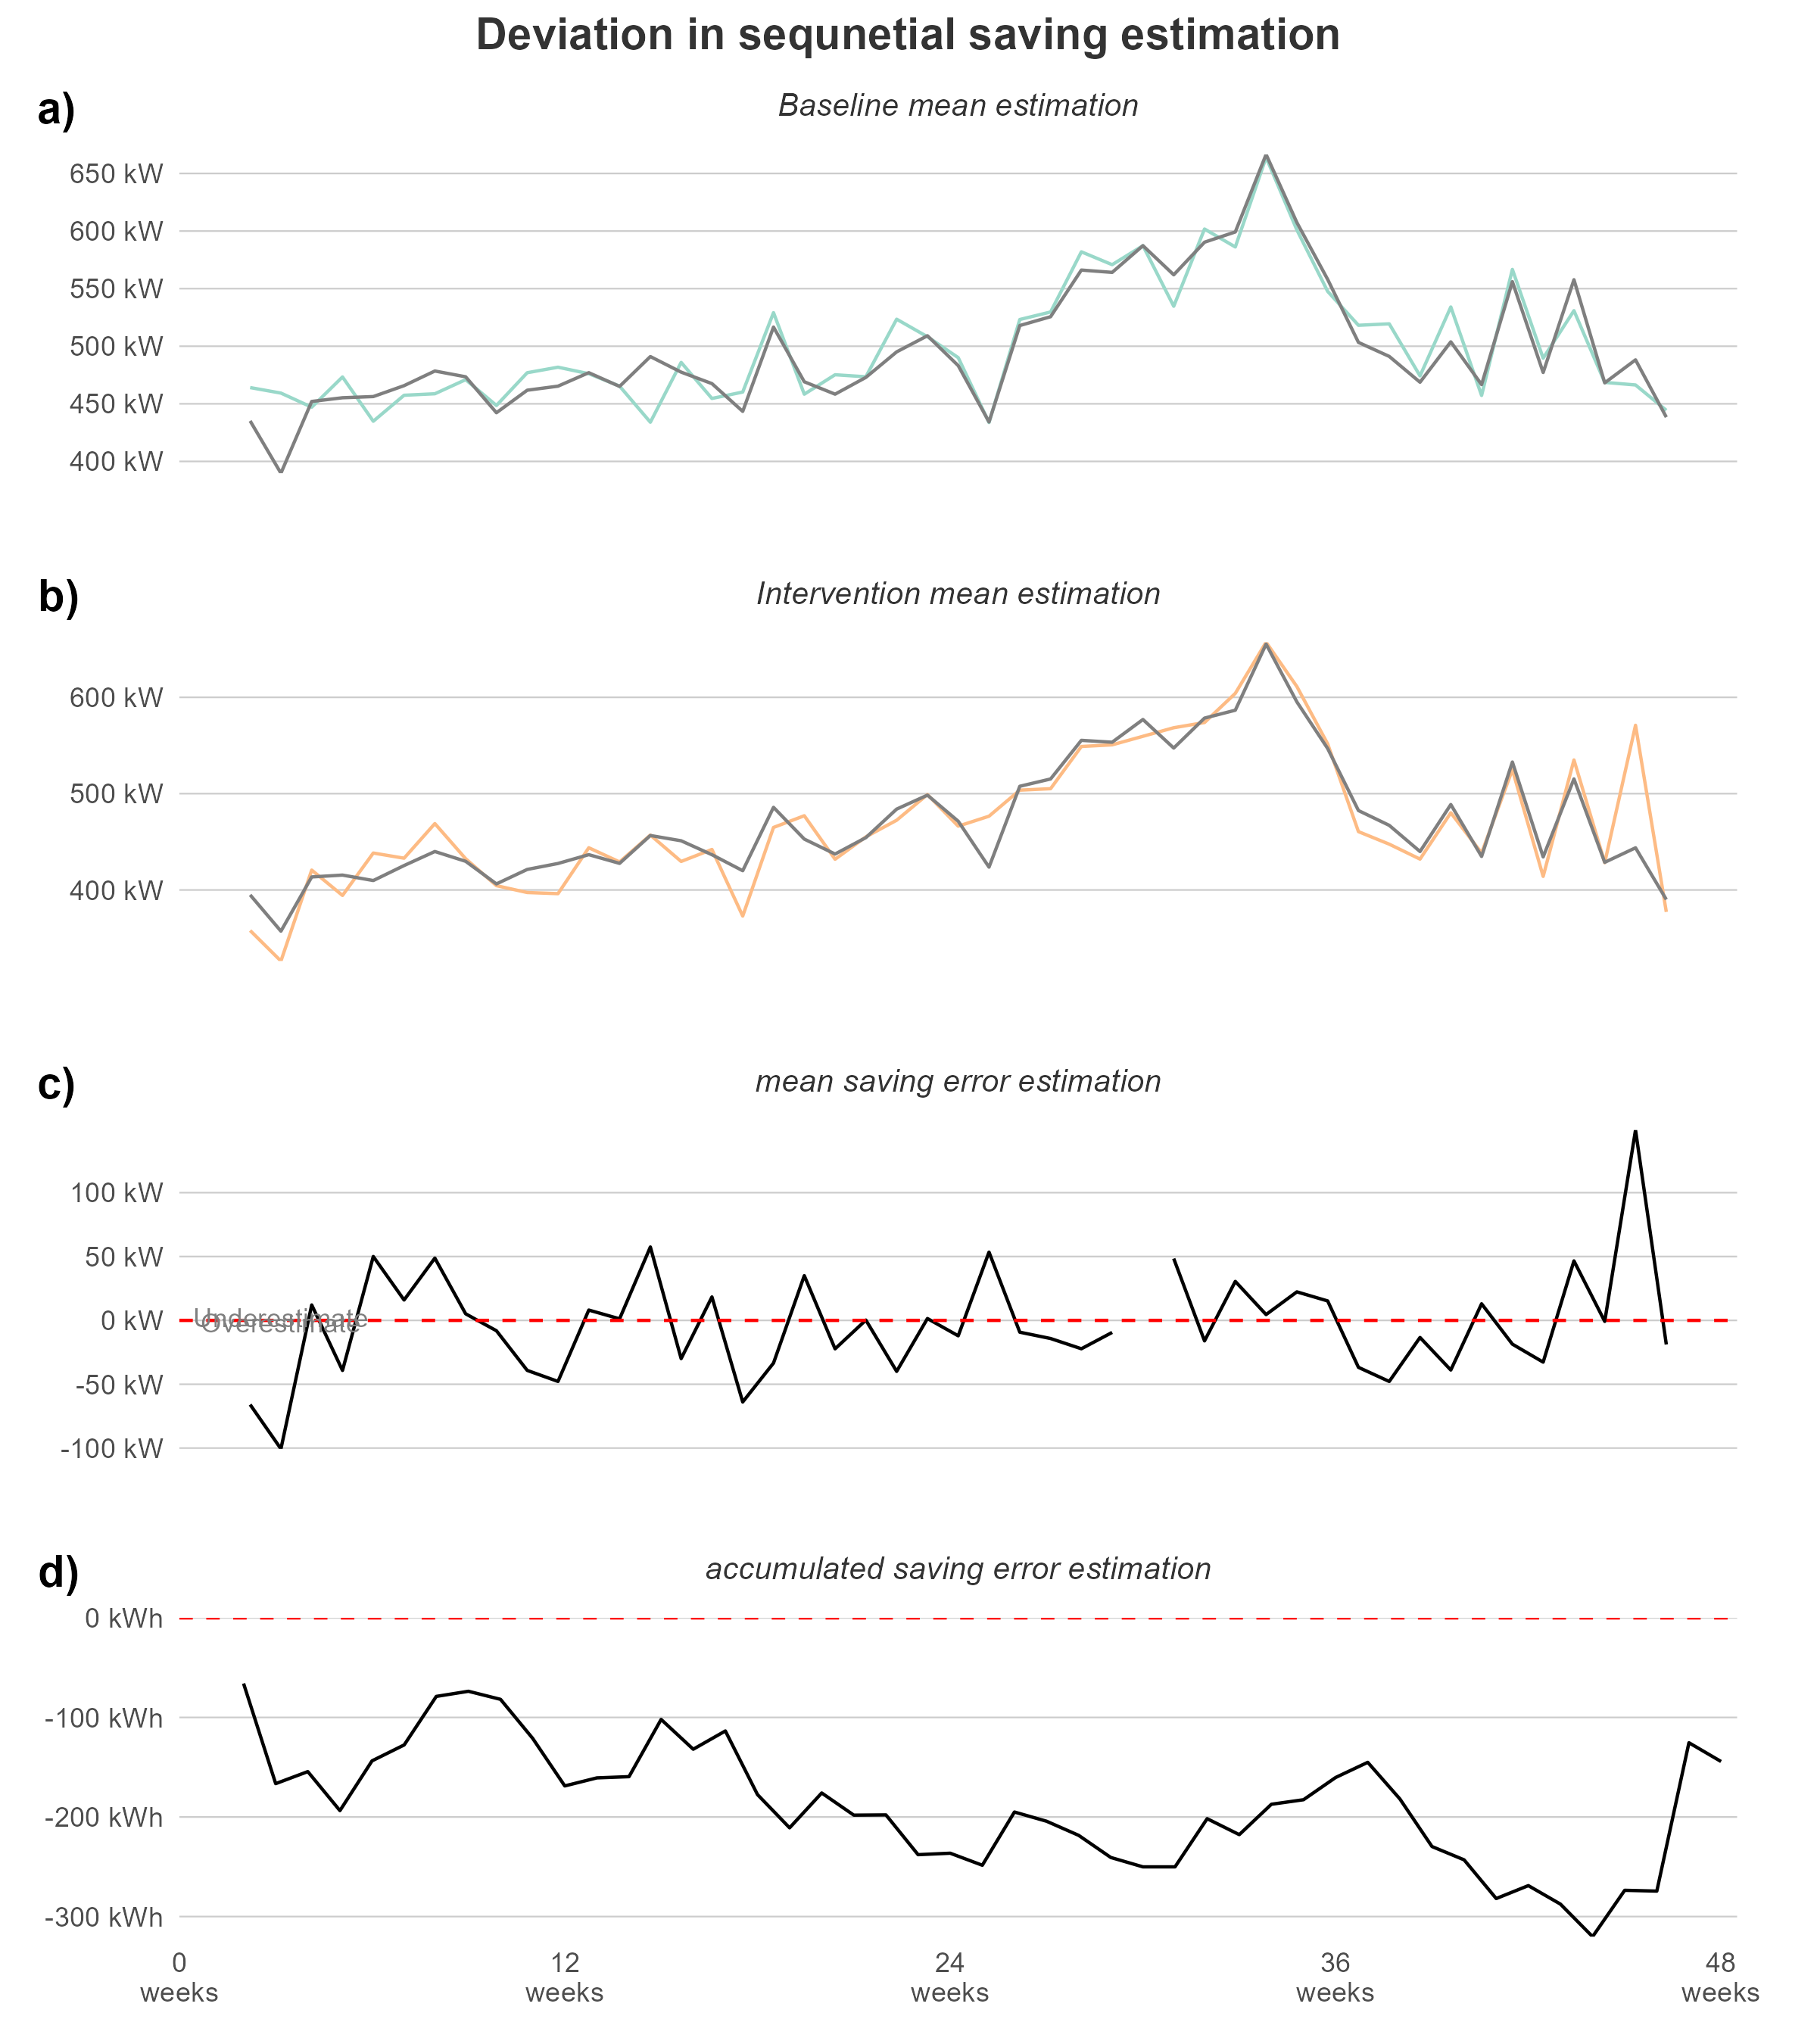 Deviation in sequnetial saving estimation
a)
Baseline mean estimation
650 kW
600 kW
550 kW
500 kW
450 kW
400 kW
b)
Intervention mean estimation
600 kW
500 kW
400 kW
c)
mean saving error estimation
100 kW
50 kW
0 kW
Underestimate
Overestimate
-50 kW
-100 kW
d)
accumulated saving error estimation
0 kWh
-100 kWh
-200 kWh
-300 kWh
0 12 24 36 48
weeks weeks weeks weeks weeks